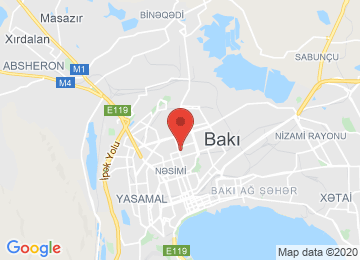 Masazır
BİNƏQƏDİ
Xırdalan
SABUNÇU
ABSHERON
M1
M4
E119
İpək Yolu
Bakı
NİZAMİ RAYONU
NƏSİMİ
BAKI AĞ ŞƏHƏR
YASAMAL
XƏTAİ
E119
Google
Map data ©2020